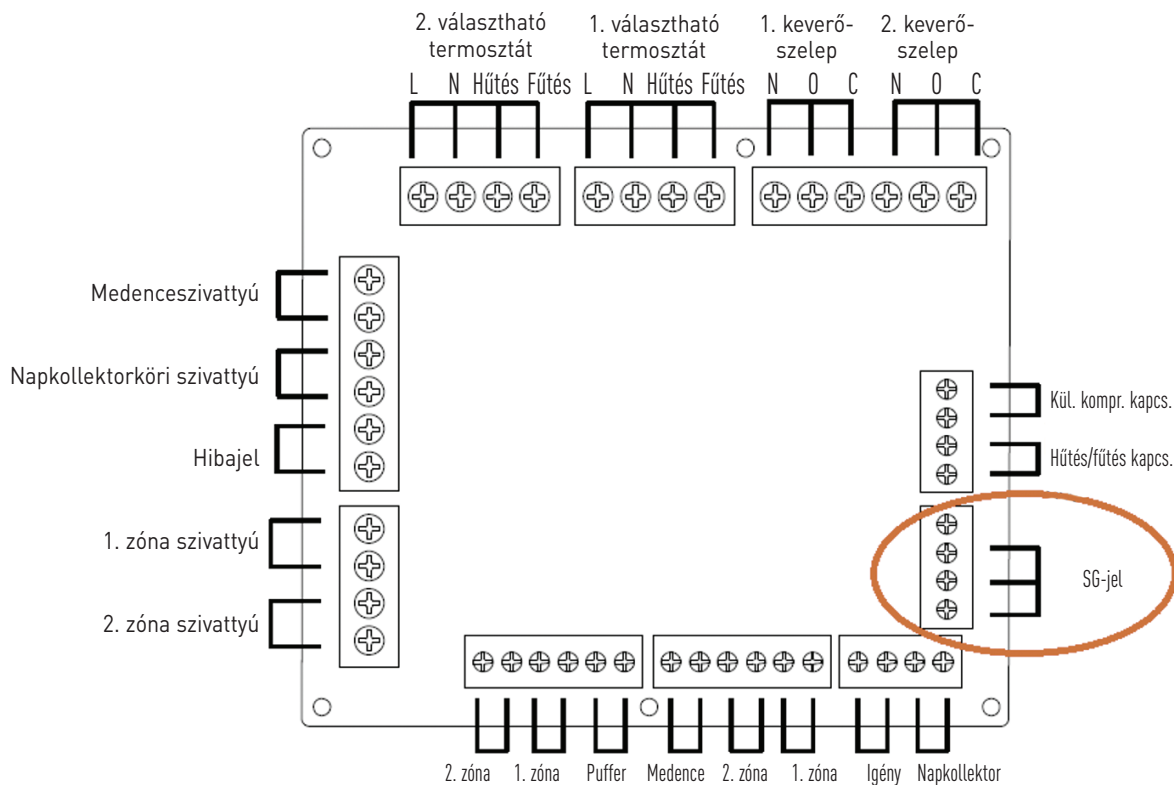 2. választható
termosztát
1. választható
termosztát
1. keverő-
szelep
2. keverő-
szelep
L N Hűtés Fűtés
L N Hűtés Fűtés
N O C
N O C
Medenceszivattyú
Napkollektorköri szivattyú
Hibajel
1. zóna szivattyú
2. zóna szivattyú
Kül. kompr. kapcs.
Hűtés/fűtés kapcs.
SG-jel
2. zóna 1. zóna Puffer Medence 2. zóna 1. zóna Igény Napkollektor